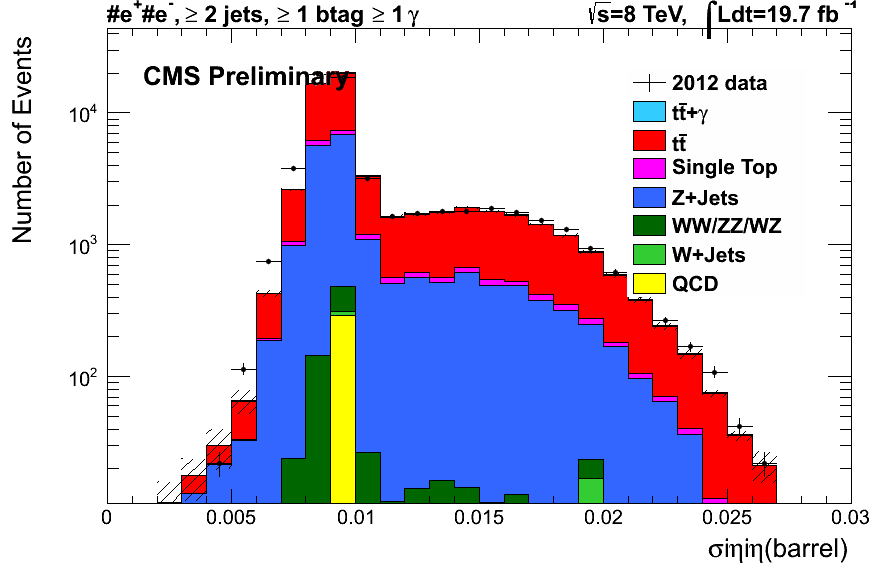 #e⁺#e⁻, ≥ 2 jets, ≥ 1 btag ≥ 1 γ
√s=8 TeV, ∫Ldt=19.7 fb⁻¹
CMS Preliminary
Number of Events
10⁴
10³
10²
2012 data
tt̄+γ
tt̄
Single Top
Z+Jets
WW/ZZ/WZ
W+Jets
QCD
0 0.005 0.01 0.015 0.02 0.025 0.03
σiηiη(barrel)